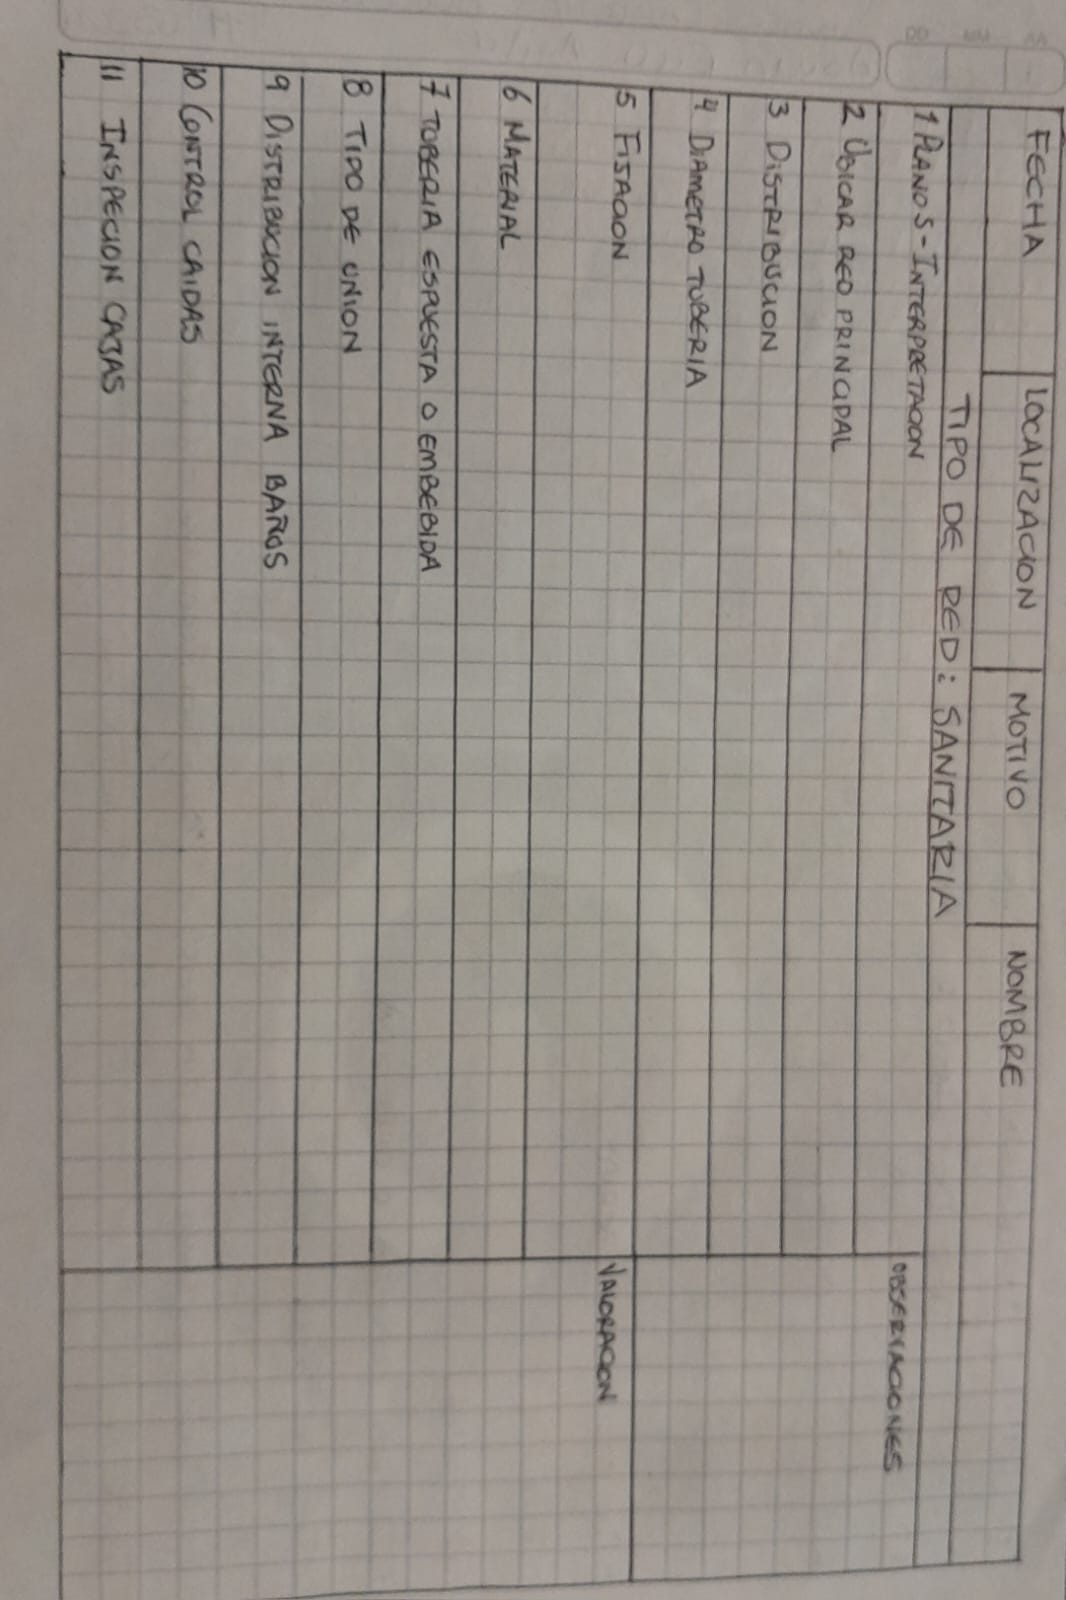 FECHA LOCALIZACION MOTIVO NOMBRE
TIPO DE RED: SANITARIA
1 PLANOS-INTERPRETACION
OBSERVACIONES
2 UBICAR RED PRINCIPAL
3 DISTRIBUCION
4 DIAMETRO TUBERIA
5 FIJACION
VALORACION
6 MATERIAL
7 TUBERIA ESPUESTA O EMBEBIDA
8 TIPO DE UNION
9 DISTRIBUCION INTERNA BAÑOS
10 CONTROL CAIDAS
11 INSPECION CAJAS